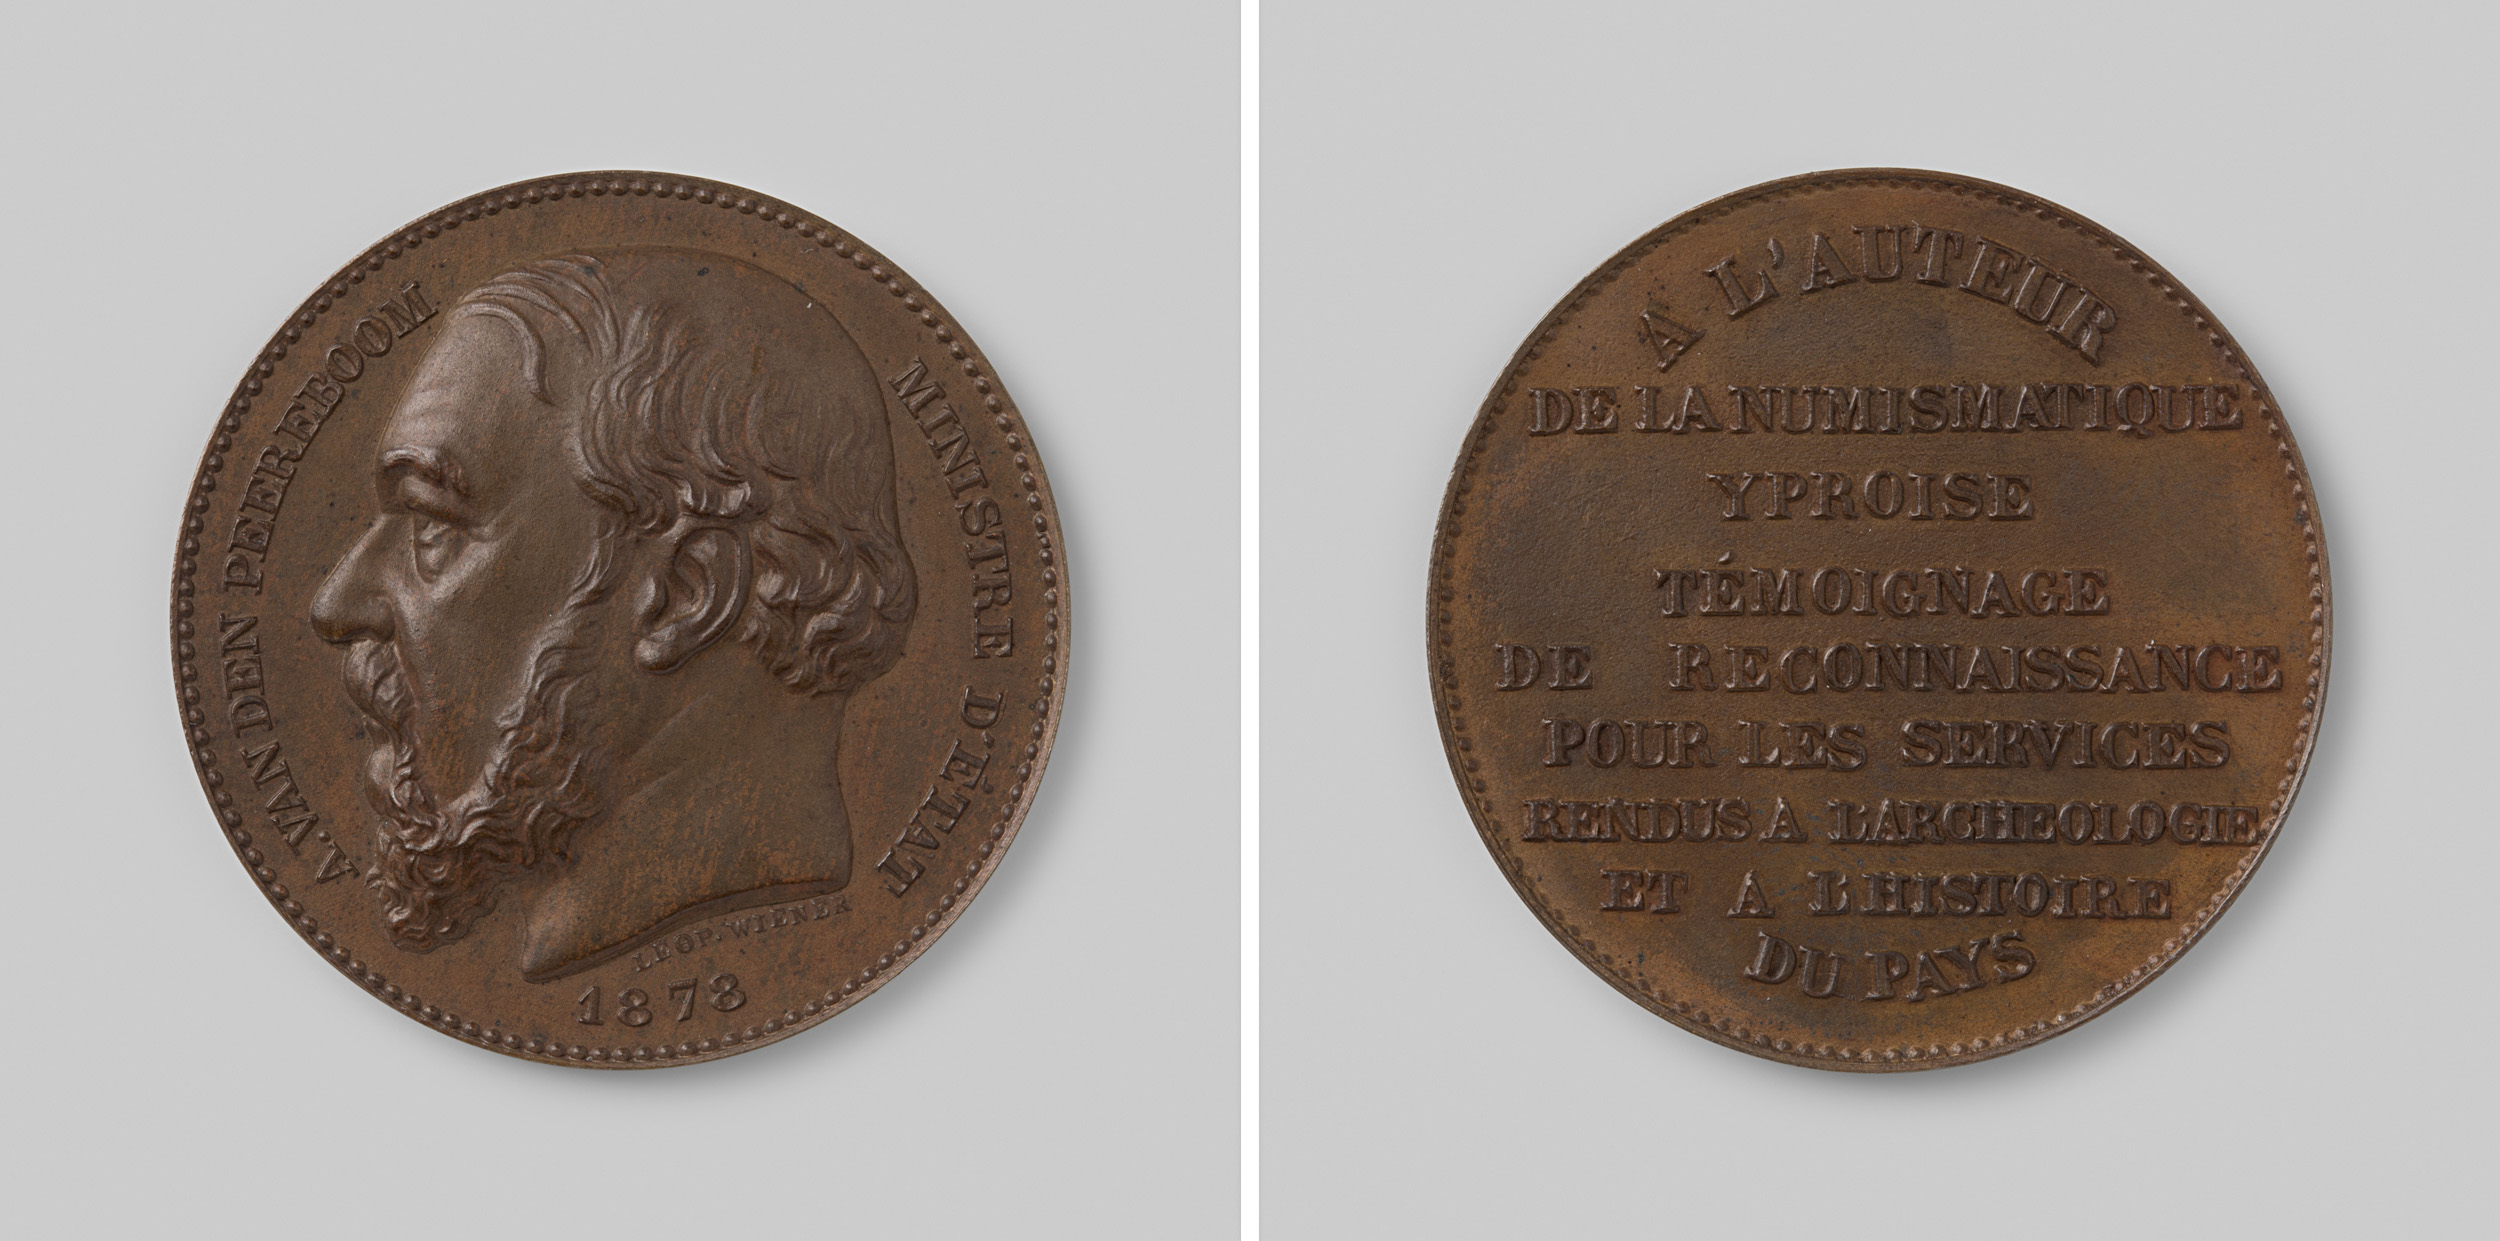 A. VAN DEN PEEREBOOM
MINISTRE D'ÉTAT
LEOP. WIENER
1878
A L'AUTEUR
DE LA NUMISMATIQUE
YPROISE
TÉMOIGNAGE
DE RECONNAISSANCE
POUR LES SERVICES
RENDUS A L'ARCHEOLOGIE
ET A L'HISTOIRE
DU PAYS